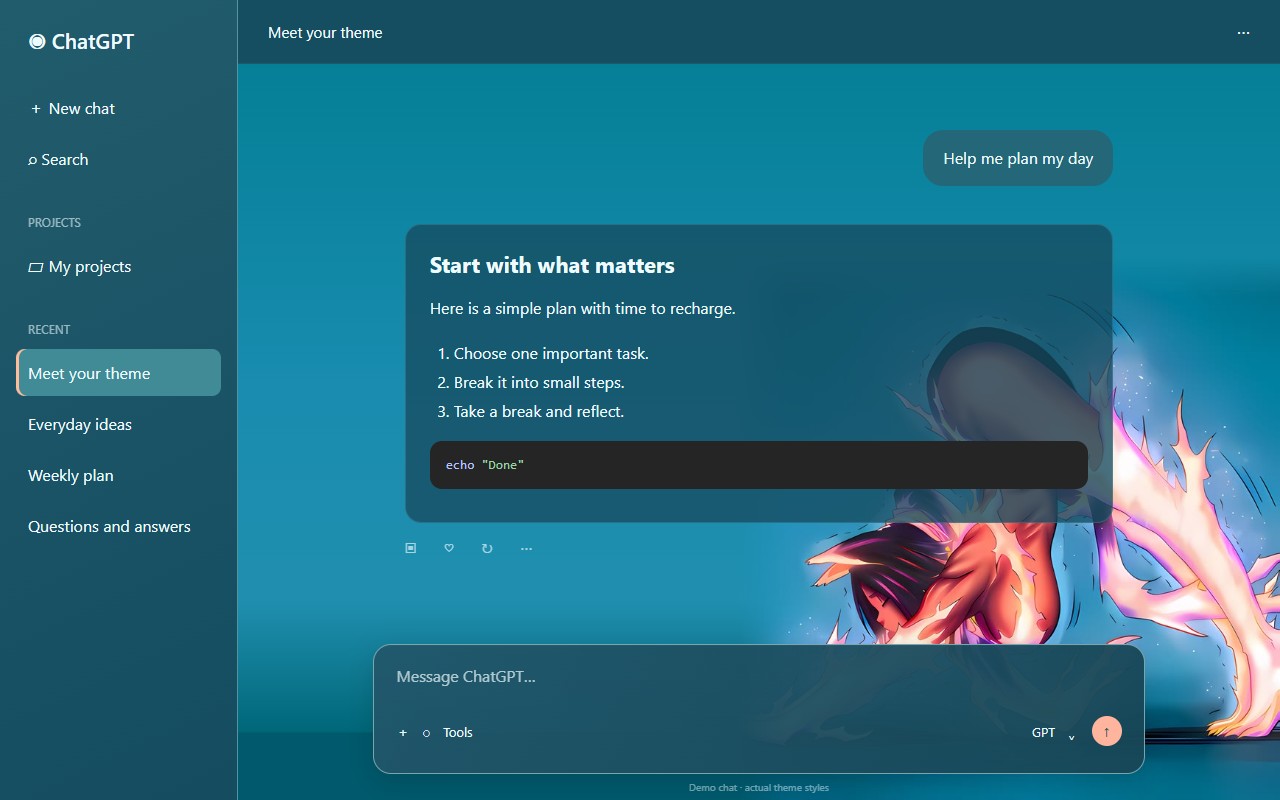 ChatGPT
+ New chat
Search
PROJECTS
My projects
RECENT
Meet your theme
Everyday ideas
Weekly plan
Questions and answers
Meet your theme
...
Help me plan my day
Start with what matters
Here is a simple plan with time to recharge.
1. Choose one important task.
2. Break it into small steps.
3. Take a break and reflect.
echo "Done"
...
Message ChatGPT...
+ ○ Tools
GPT
Demo chat · actual theme styles